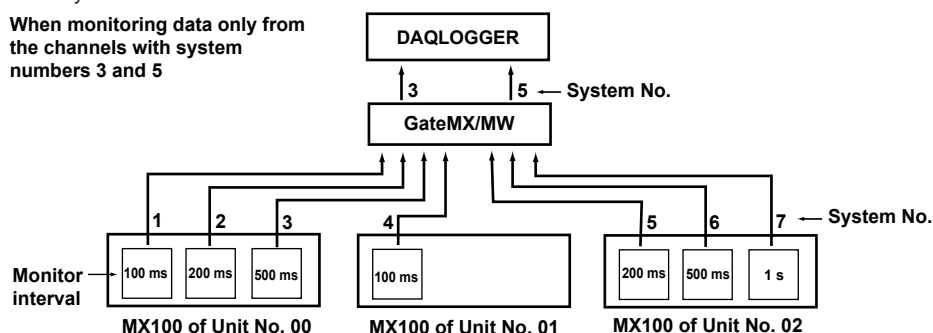 When monitoring data only from
the channels with system
numbers 3 and 5
DAQLOGGER
3
5
System No.
GateMX/MW
1
2
3
4
5
6
7
System No.
Monitor
interval
100 ms
200 ms
500 ms
100 ms
200 ms
500 ms
1 s
MX100 of Unit No. 00
MX100 of Unit No. 01
MX100 of Unit No. 02